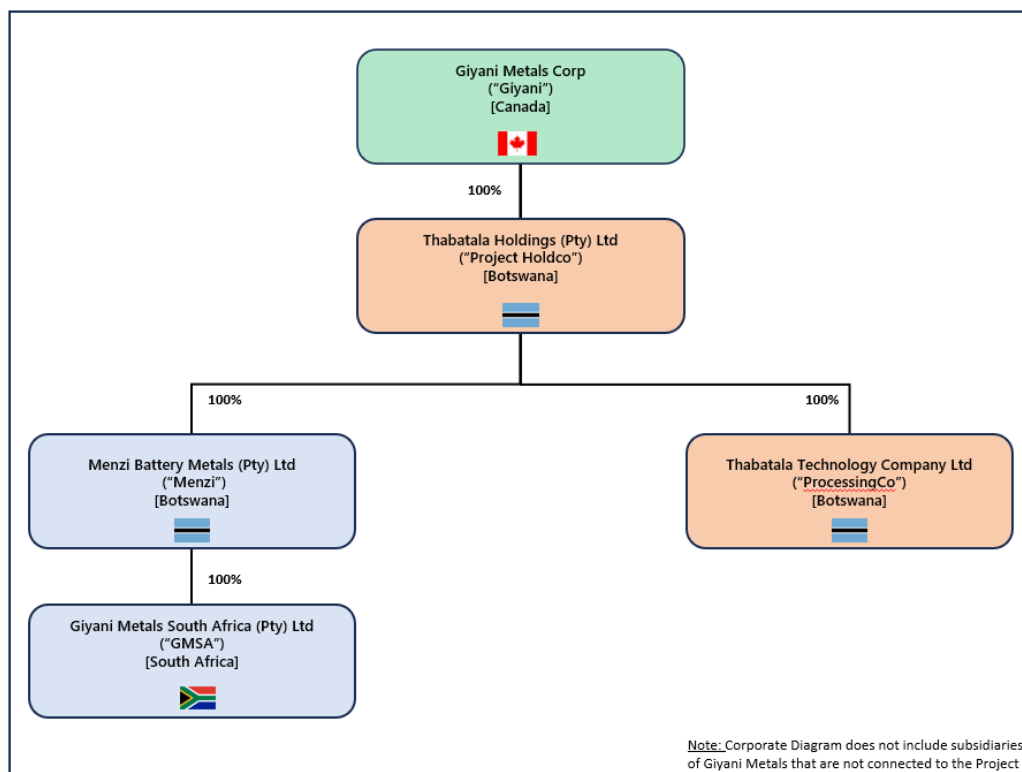 Giyani Metals Corp
(“Giyani”)
[Canada]
100%
Thabatala Holdings (Pty) Ltd
(“Project Holdco”)
[Botswana]
100%
100%
Menzi Battery Metals (Pty) Ltd
(“Menzi”)
[Botswana]
Thabatala Technology Company Ltd
(“ProcessingCo”)
[Botswana]
100%
Giyani Metals South Africa (Pty) Ltd
(“GMSA”)
[South Africa]
Note: Corporate Diagram does not include subsidiaries
of Giyani Metals that are not connected to the Project